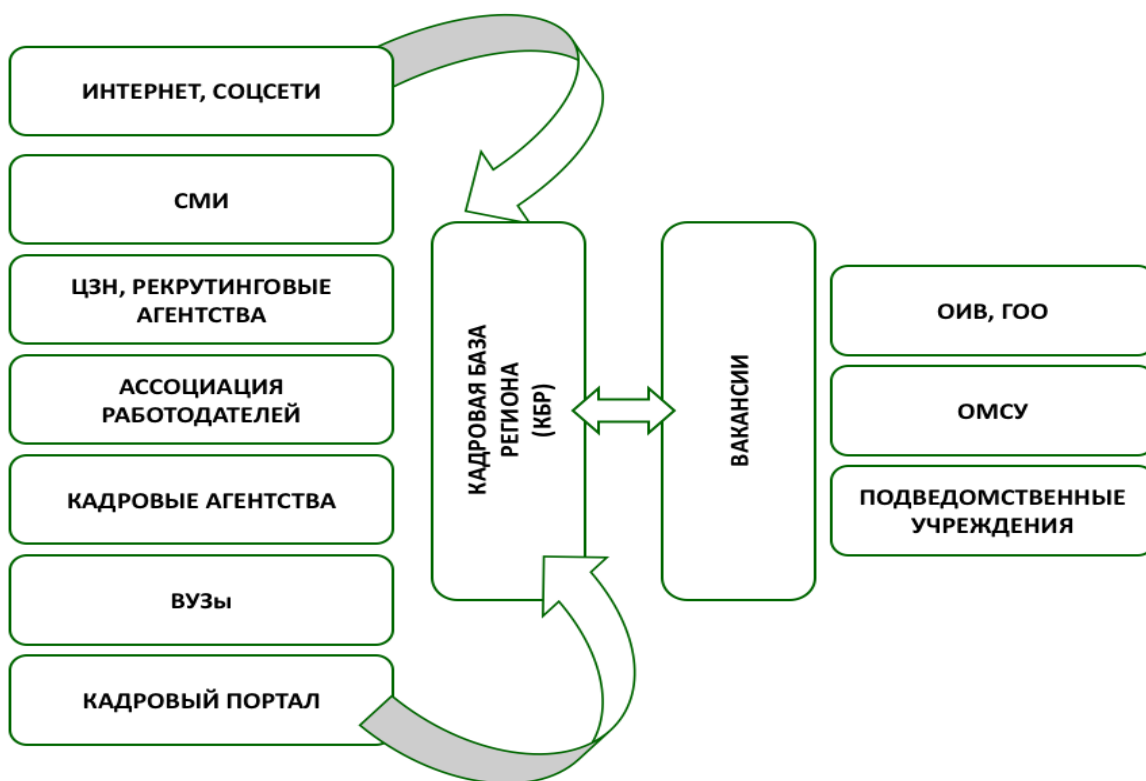 ИНТЕРНЕТ, СОЦСЕТИ
СМИ
ЦЗН, РЕКРУТИНГОВЫЕ
АГЕНТСТВА
АССОЦИАЦИЯ
РАБОТОДАТЕЛЕЙ
КАДРОВЫЕ АГЕНТСТВА
ВУЗы
КАДРОВЫЙ ПОРТАЛ
КАДРОВАЯ БАЗА
РЕГИОНА
(КБР)
ВАКАНСИИ
ОИВ, ГОО
ОМСУ
ПОДВЕДОМСТВЕННЫЕ
УЧРЕЖДЕНИЯ